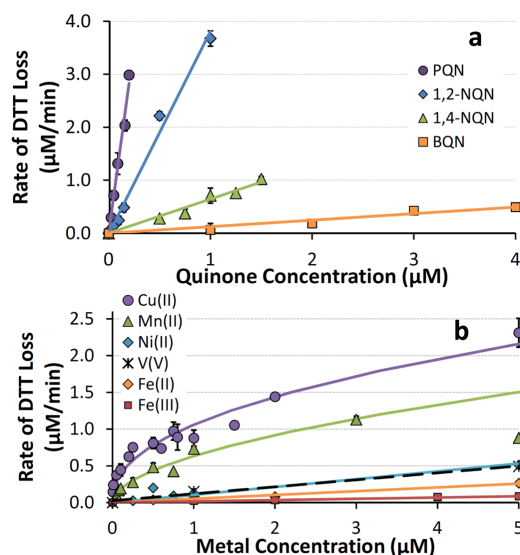 a
4.0
3.0
2.0
1.0
0.0
Rate of DTT Loss
(µM/min)
PQN
1,2-NQN
1,4-NQN
BQN
0 1 2 3 4
Quinone Concentration (µM)
b
Cu(II)
Mn(II)
Ni(II)
V(V)
Fe(II)
Fe(III)
2.5
2.0
1.5
1.0
0.5
0.0
Rate of DTT Loss
(µM/min)
0 1 2 3 4 5
Metal Concentration (µM)